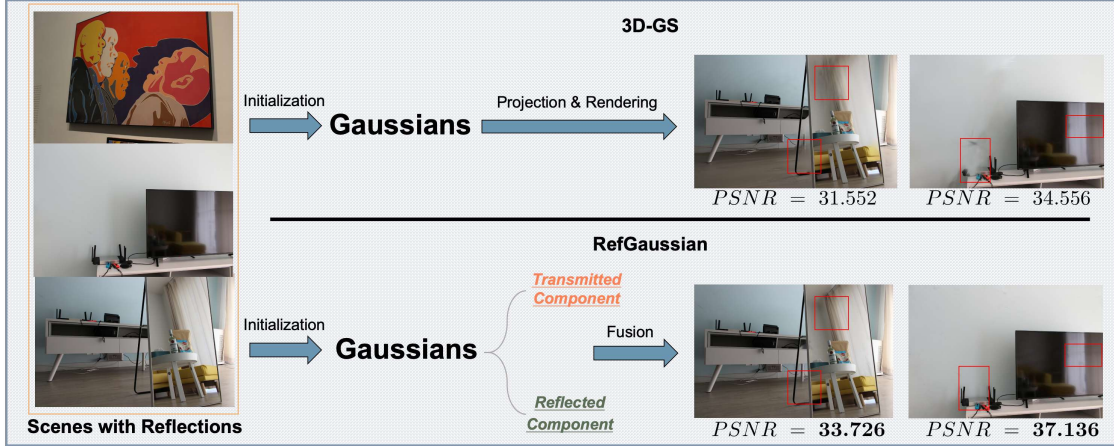 3D-GS
Initialization
Gaussians
Projection & Rendering
PSNR = 31.552
PSNR = 34.556
RefGaussian
Initialization
Gaussians
Transmitted
Component
Reflected
Component
Fusion
PSNR = 33.726
PSNR = 37.136
Scenes with Reflections